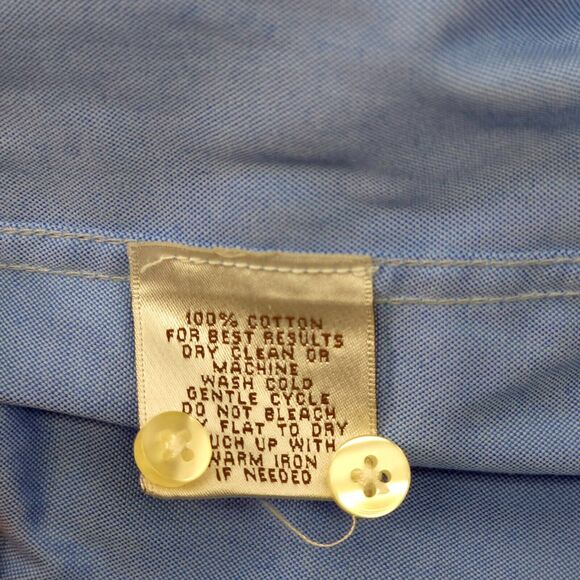 100% COTTON
FOR BEST RESULTS
DRY CLEAN OR
MACHINE
WASH COLD
GENTLE CYCLE
DO NOT BLEACH
FLAT TO DRY
UP WITH
IRON
IF NEEDED